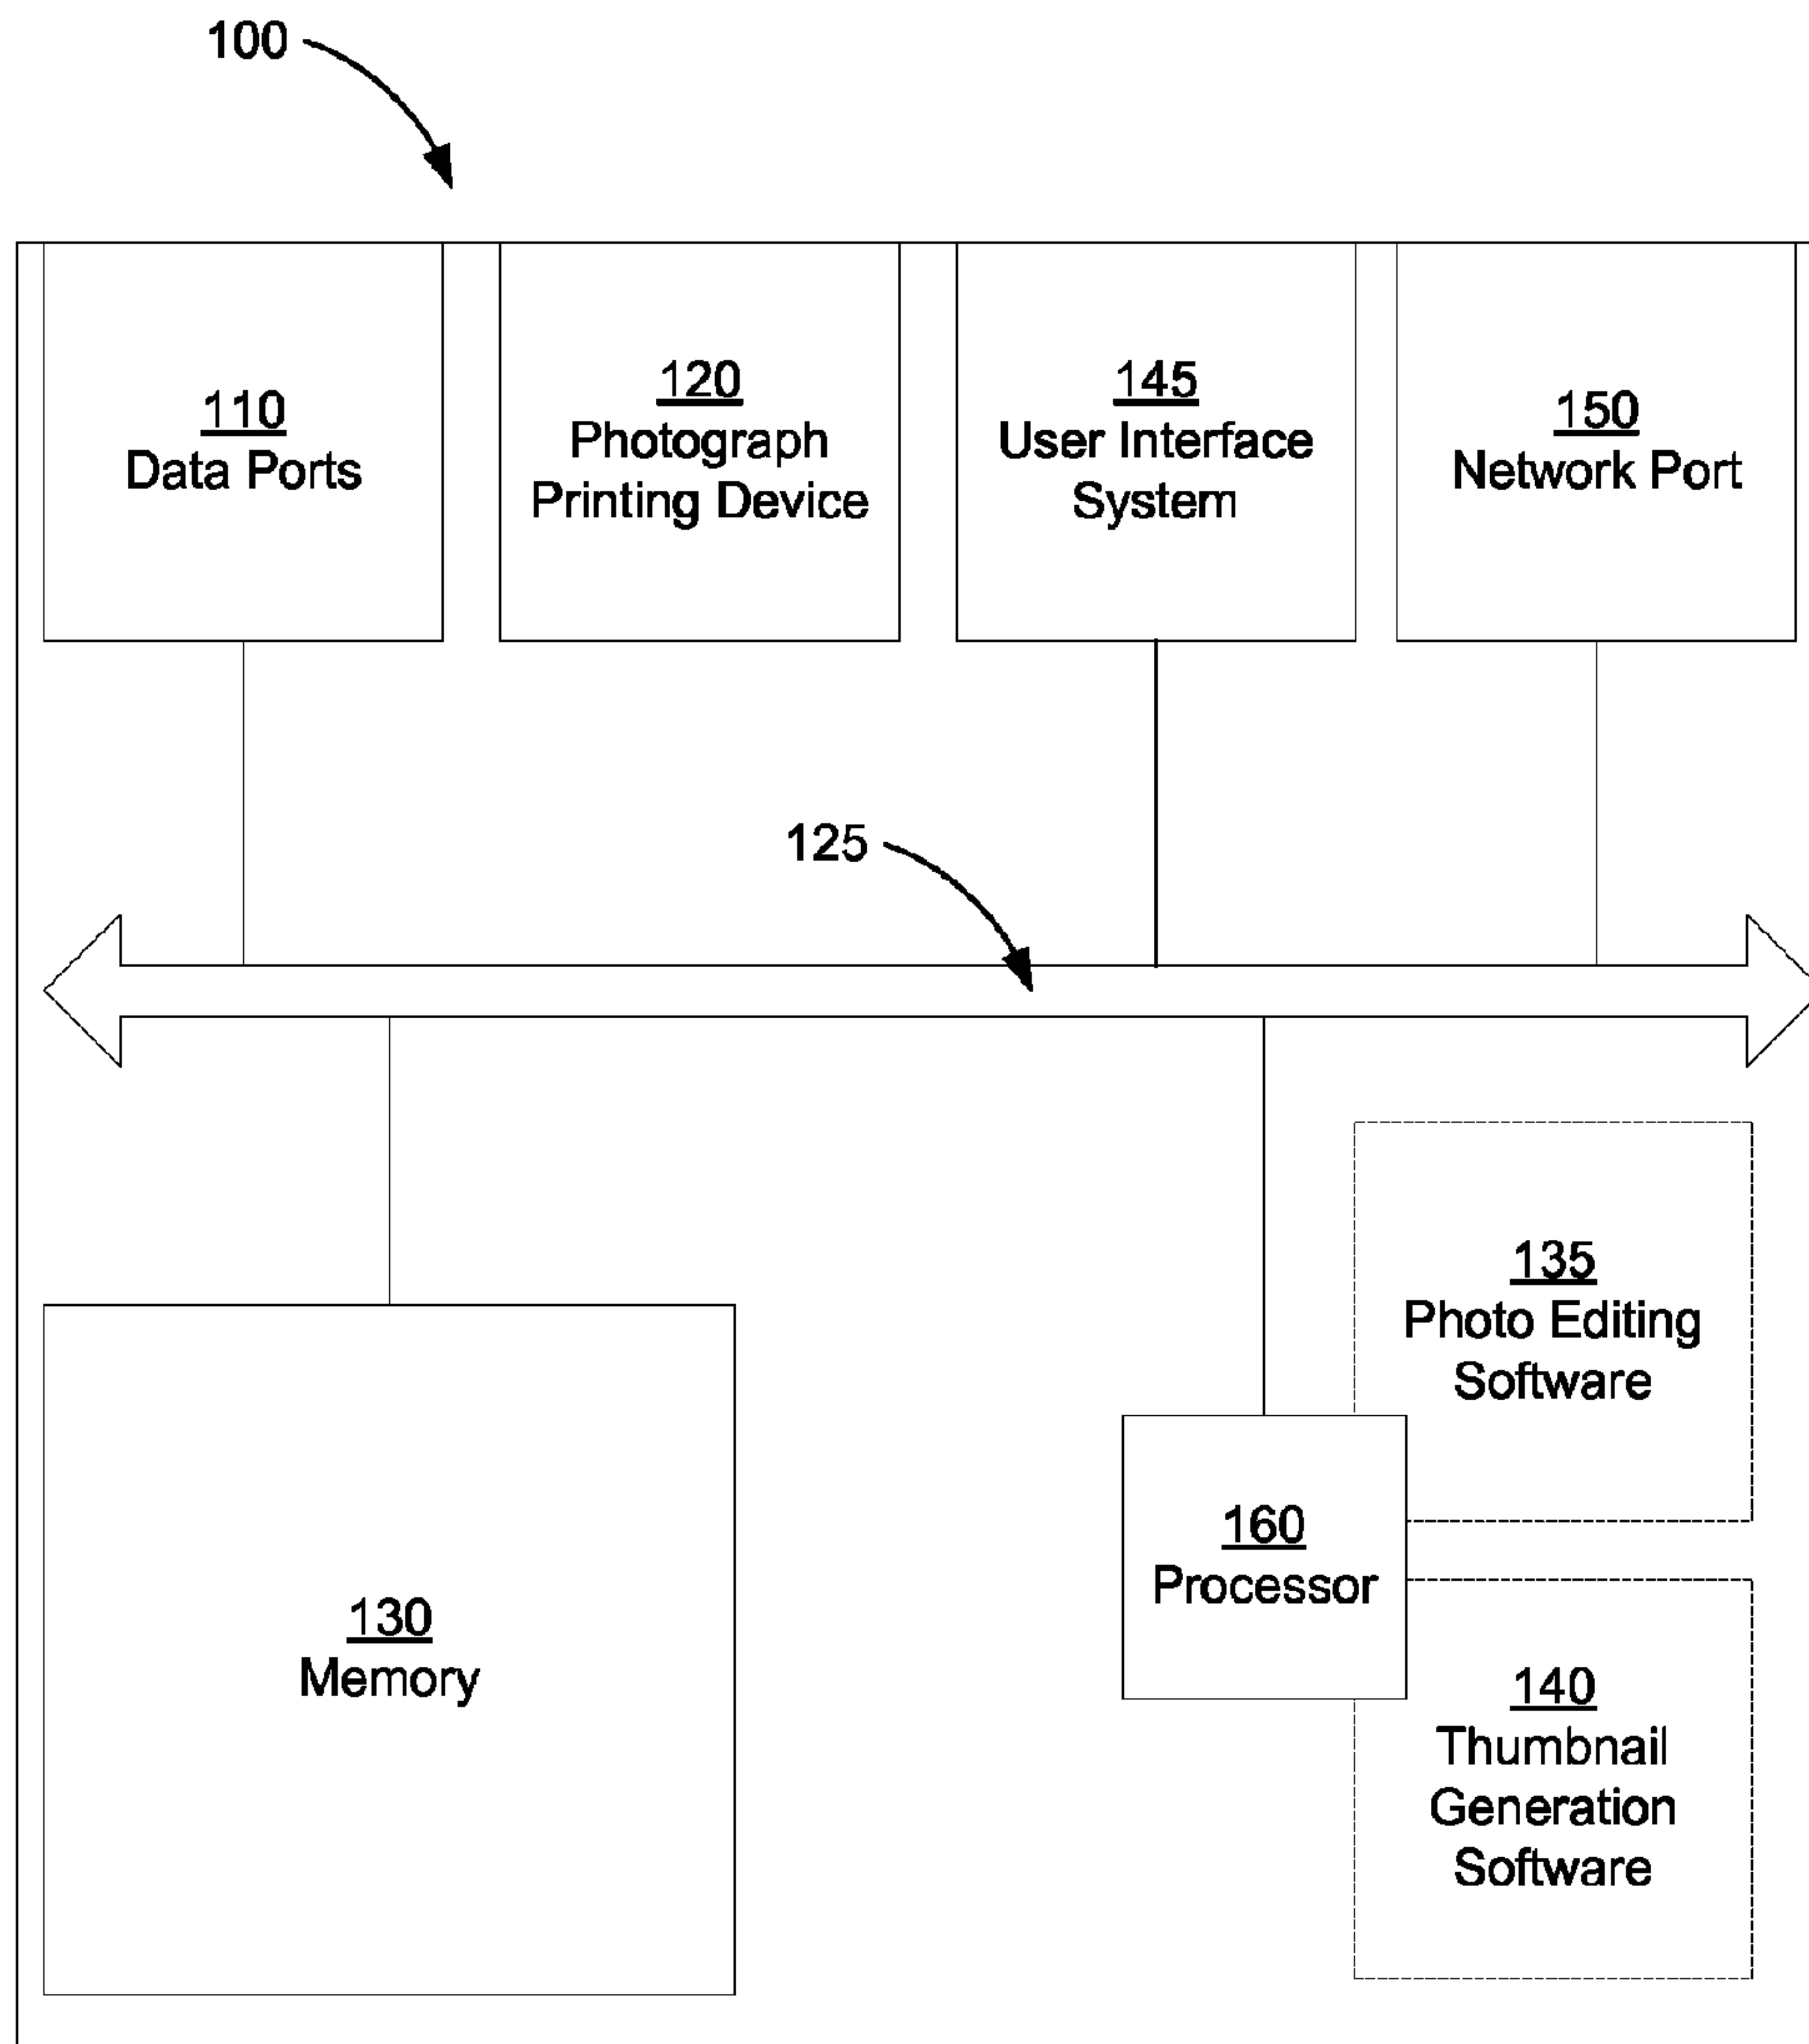 100
110
Data Ports
120
Photograph
Printing Device
145
User Interface
System
150
Network Port
125
135
Photo Editing
Software
160
Processor
130
Memory
140
Thumbnail
Generation
Software